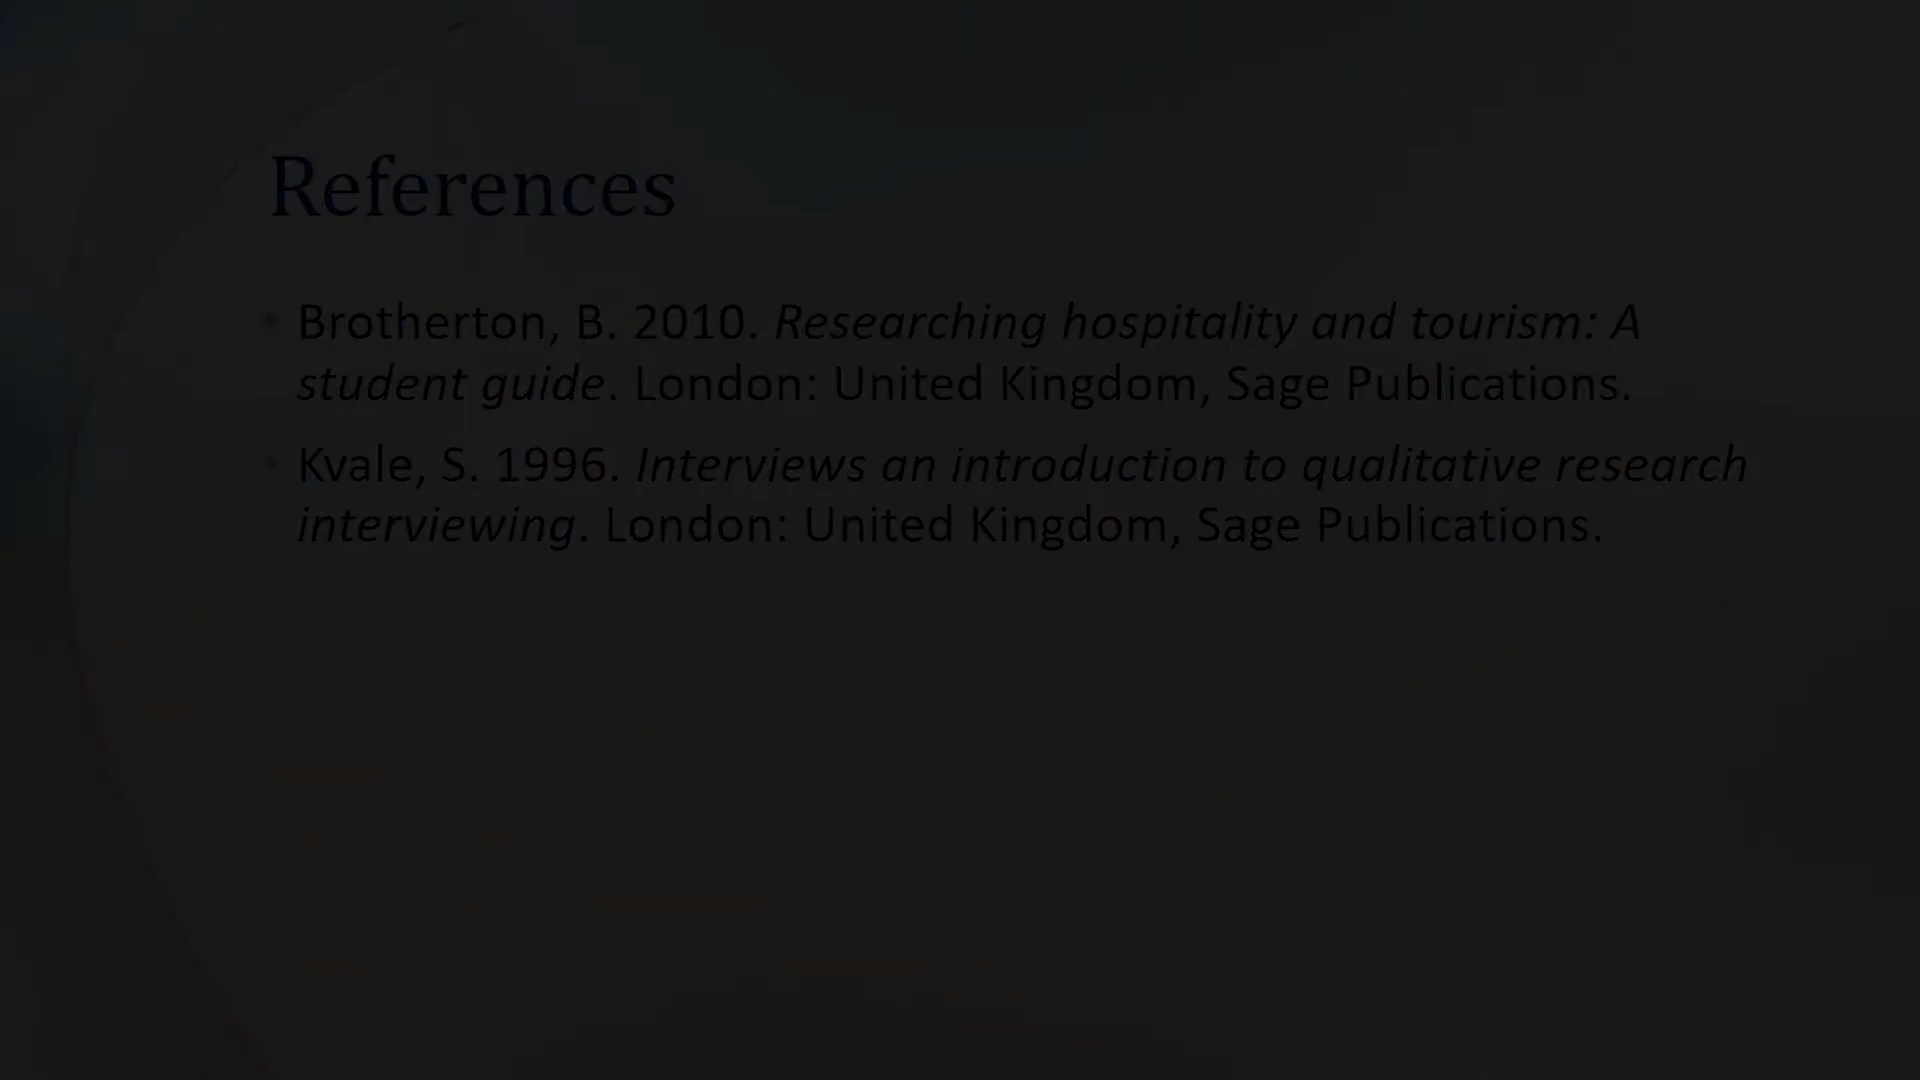 References
• Brotherton, B. 2010. Researching hospitality and tourism: A
student guide. London: United Kingdom, Sage Publications.
• Kvale, S. 1996. Interviews an introduction to qualitative research
interviewing. London: United Kingdom, Sage Publications.